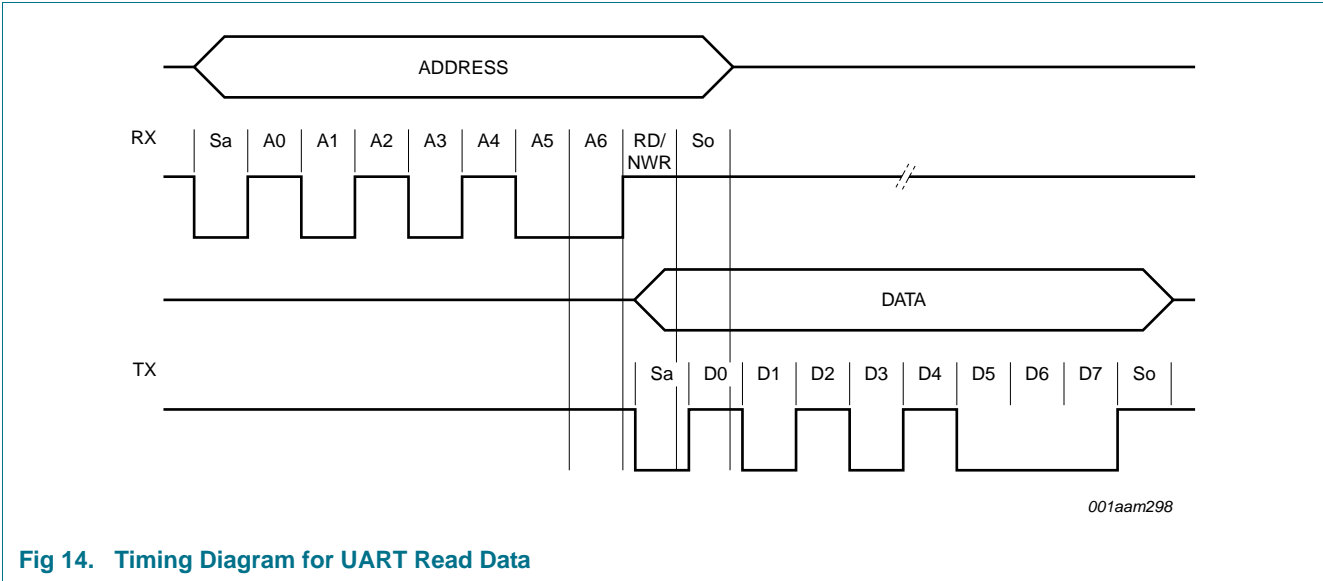 ADDRESS
RX Sa A0 A1 A2 A3 A4 A5 A6 RD/ So
NWR
DATA
TX Sa D0 D1 D2 D3 D4 D5 D6 D7 So
001aam298
Fig 14. Timing Diagram for UART Read Data